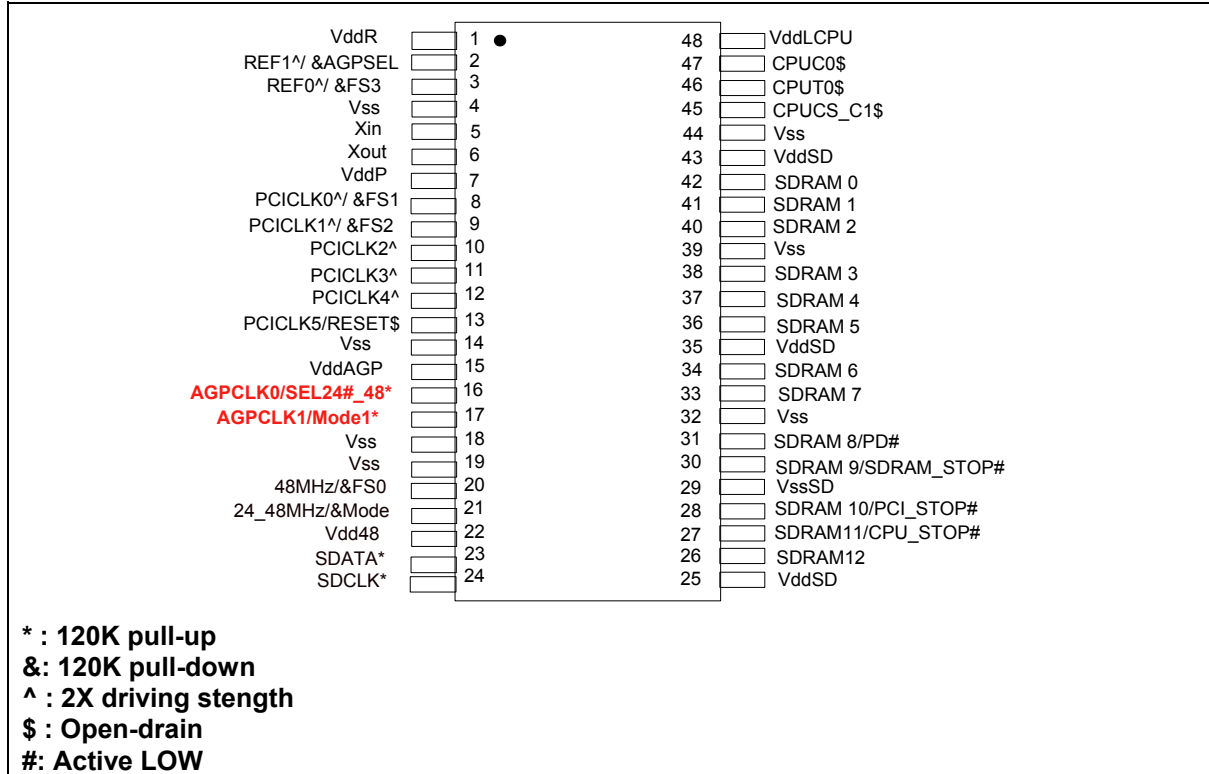 VddR 1 48 VddLCPU
REF1^/ &AGPSEL 2 47 CPUC0$
REF0^/ &FS3 3 46 CPUT0$
Vss 4 45 CPUCS_C1$
Xin 5 44 Vss
Xout 6 43 VddSD
VddP 7 42 SDRAM 0
PCICLK0^/ &FS1 8 41 SDRAM 1
PCICLK1^/ &FS2 9 40 SDRAM 2
PCICLK2^ 10 39 Vss
PCICLK3^ 11 38 SDRAM 3
PCICLK4^ 12 37 SDRAM 4
PCICLK5/RESET$ 13 36 SDRAM 5
Vss 14 35 VddSD
VddAGP 15 34 SDRAM 6
AGPCLK0/SEL24#_48* 16 33 SDRAM 7
AGPCLK1/Mode1* 17 32 Vss
Vss 18 31 SDRAM 8/PD#
Vss 19 30 SDRAM 9/SDRAM_STOP#
48MHz/&FS0 20 29 VssSD
24_48MHz/&Mode 21 28 SDRAM 10/PCI_STOP#
Vdd48 22 27 SDRAM11/CPU_STOP#
SDATA* 23 26 SDRAM12
SDCLK* 24 25 VddSD
* : 120K pull-up
&: 120K pull-down
^ : 2X driving stength
$ : Open-drain
#: Active LOW